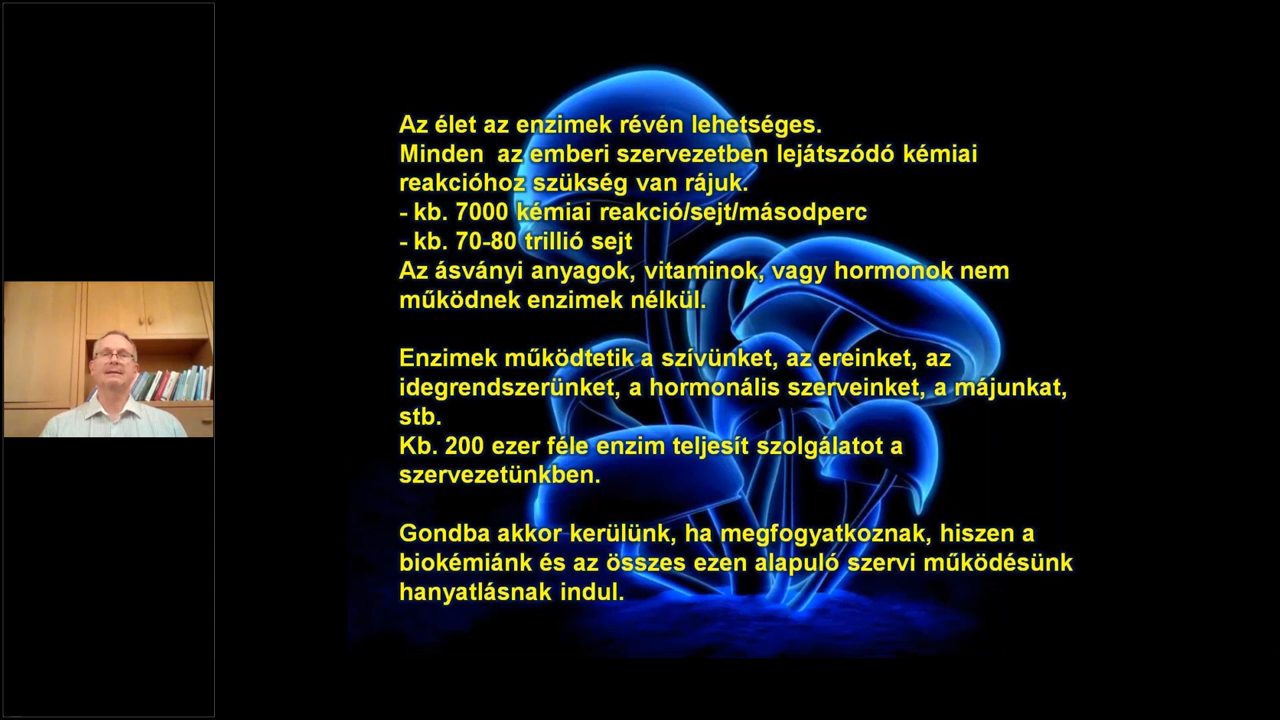 Az élet az enzimek révén lehetséges.
Minden  az emberi szervezetben lejátszódó kémiai
reakcióhoz szükség van rájuk.
- kb. 7000 kémiai reakció/sejt/másodperc
- kb. 70-80 trillió sejt
Az ásványi anyagok, vitaminok, vagy hormonok nem
működnek enzimek nélkül.
Enzimek működtetik a szívünket, az ereinket, az
idegrendszerünket, a hormonális szerveinket, a májunkat,
stb.
Kb. 200 ezer féle enzim teljesít szolgálatot a
szervezetünkben.
Gondba akkor kerülünk, ha megfogyatkoznak, hiszen a
biokémiánk és az összes ezen alapuló szervi működésünk
hanyatlásnak indul.